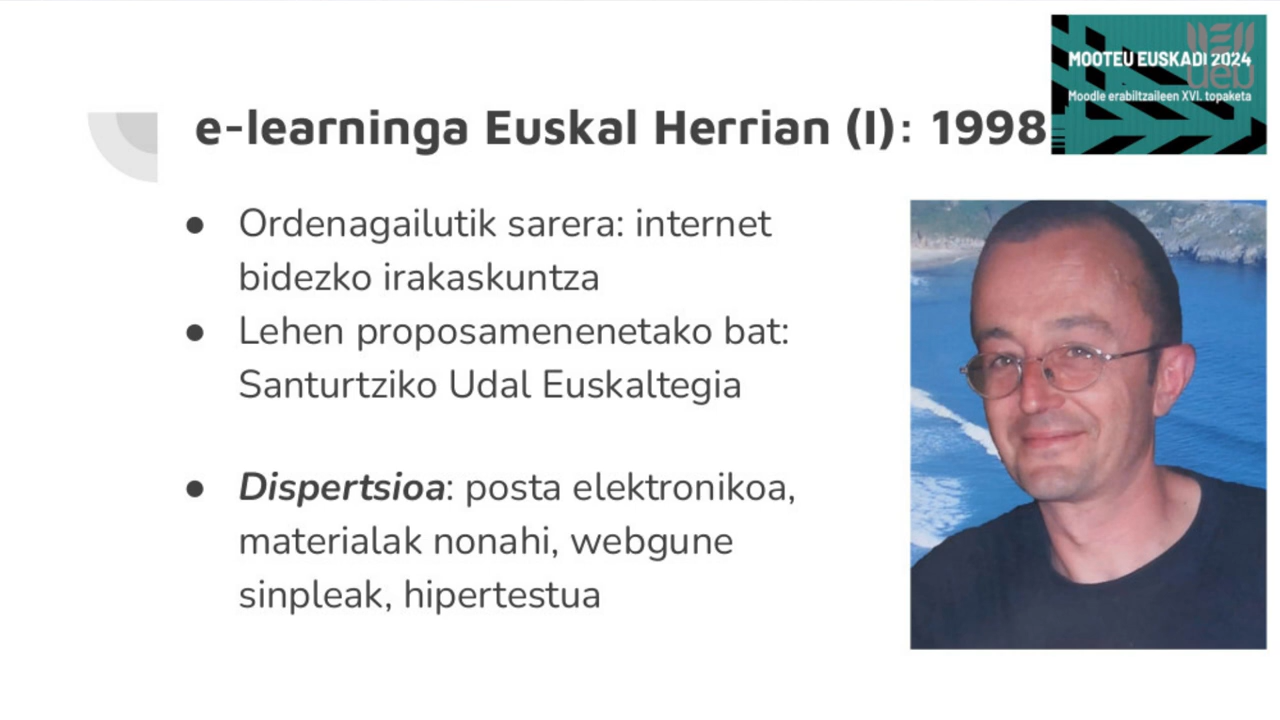 MOOTEU EUSKADI 2024
ueu
Moodle erabiltzaileen XVI. topaketa
e-learninga Euskal Herrian (I): 1998
● Ordenagailutik sarera: internet
bidezko irakaskuntza
● Lehen proposamenenetako bat:
Santurtziko Udal Euskaltegia
● Dispertsioa: posta elektronikoa,
materialak nonahi, webgune
sinpleak, hipertestua